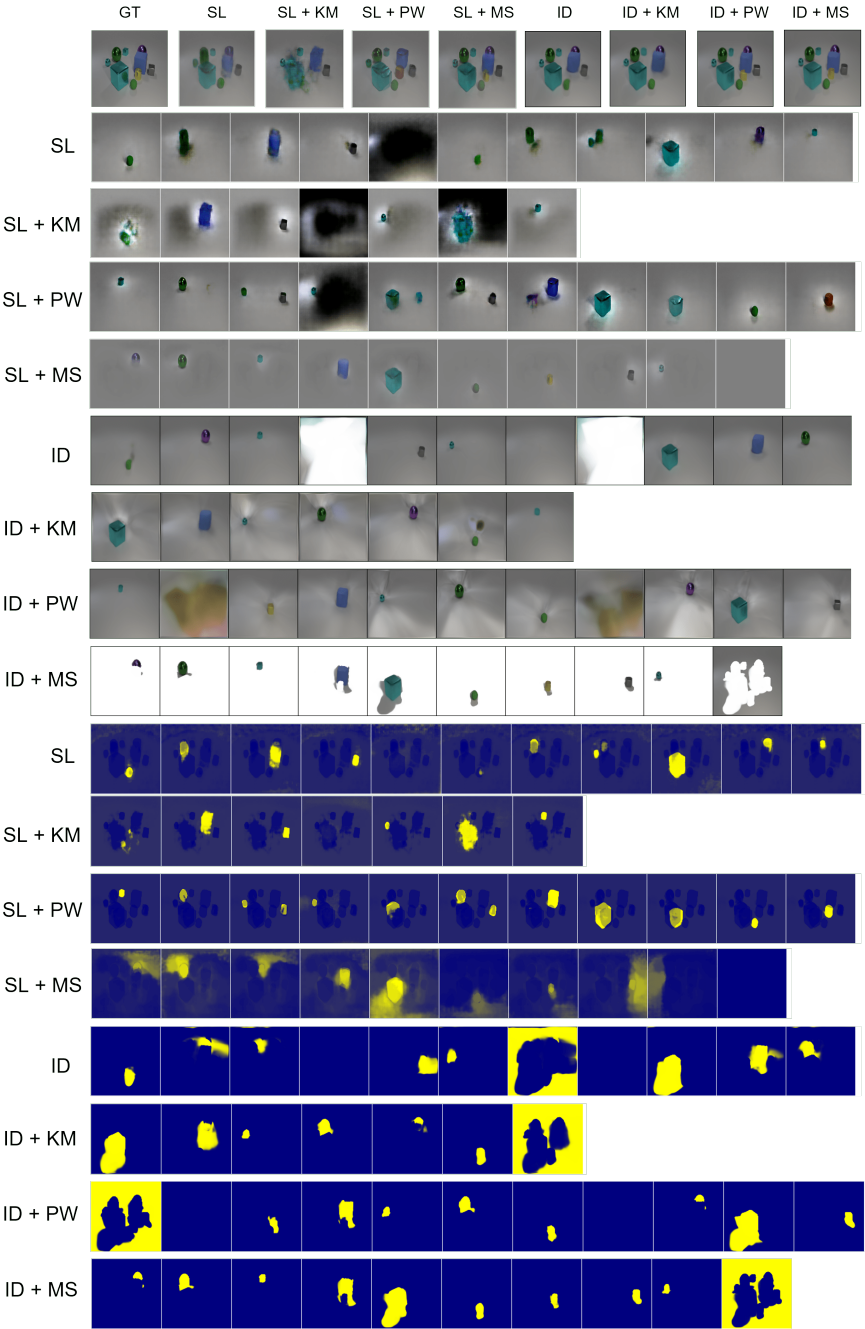 GT SL SL + KM SL + PW SL + MS ID ID + KM ID + PW ID + MS
SL
SL + KM
SL + PW
SL + MS
ID
ID + KM
ID + PW
ID + MS
SL
SL + KM
SL + PW
SL + MS
ID
ID + KM
ID + PW
ID + MS